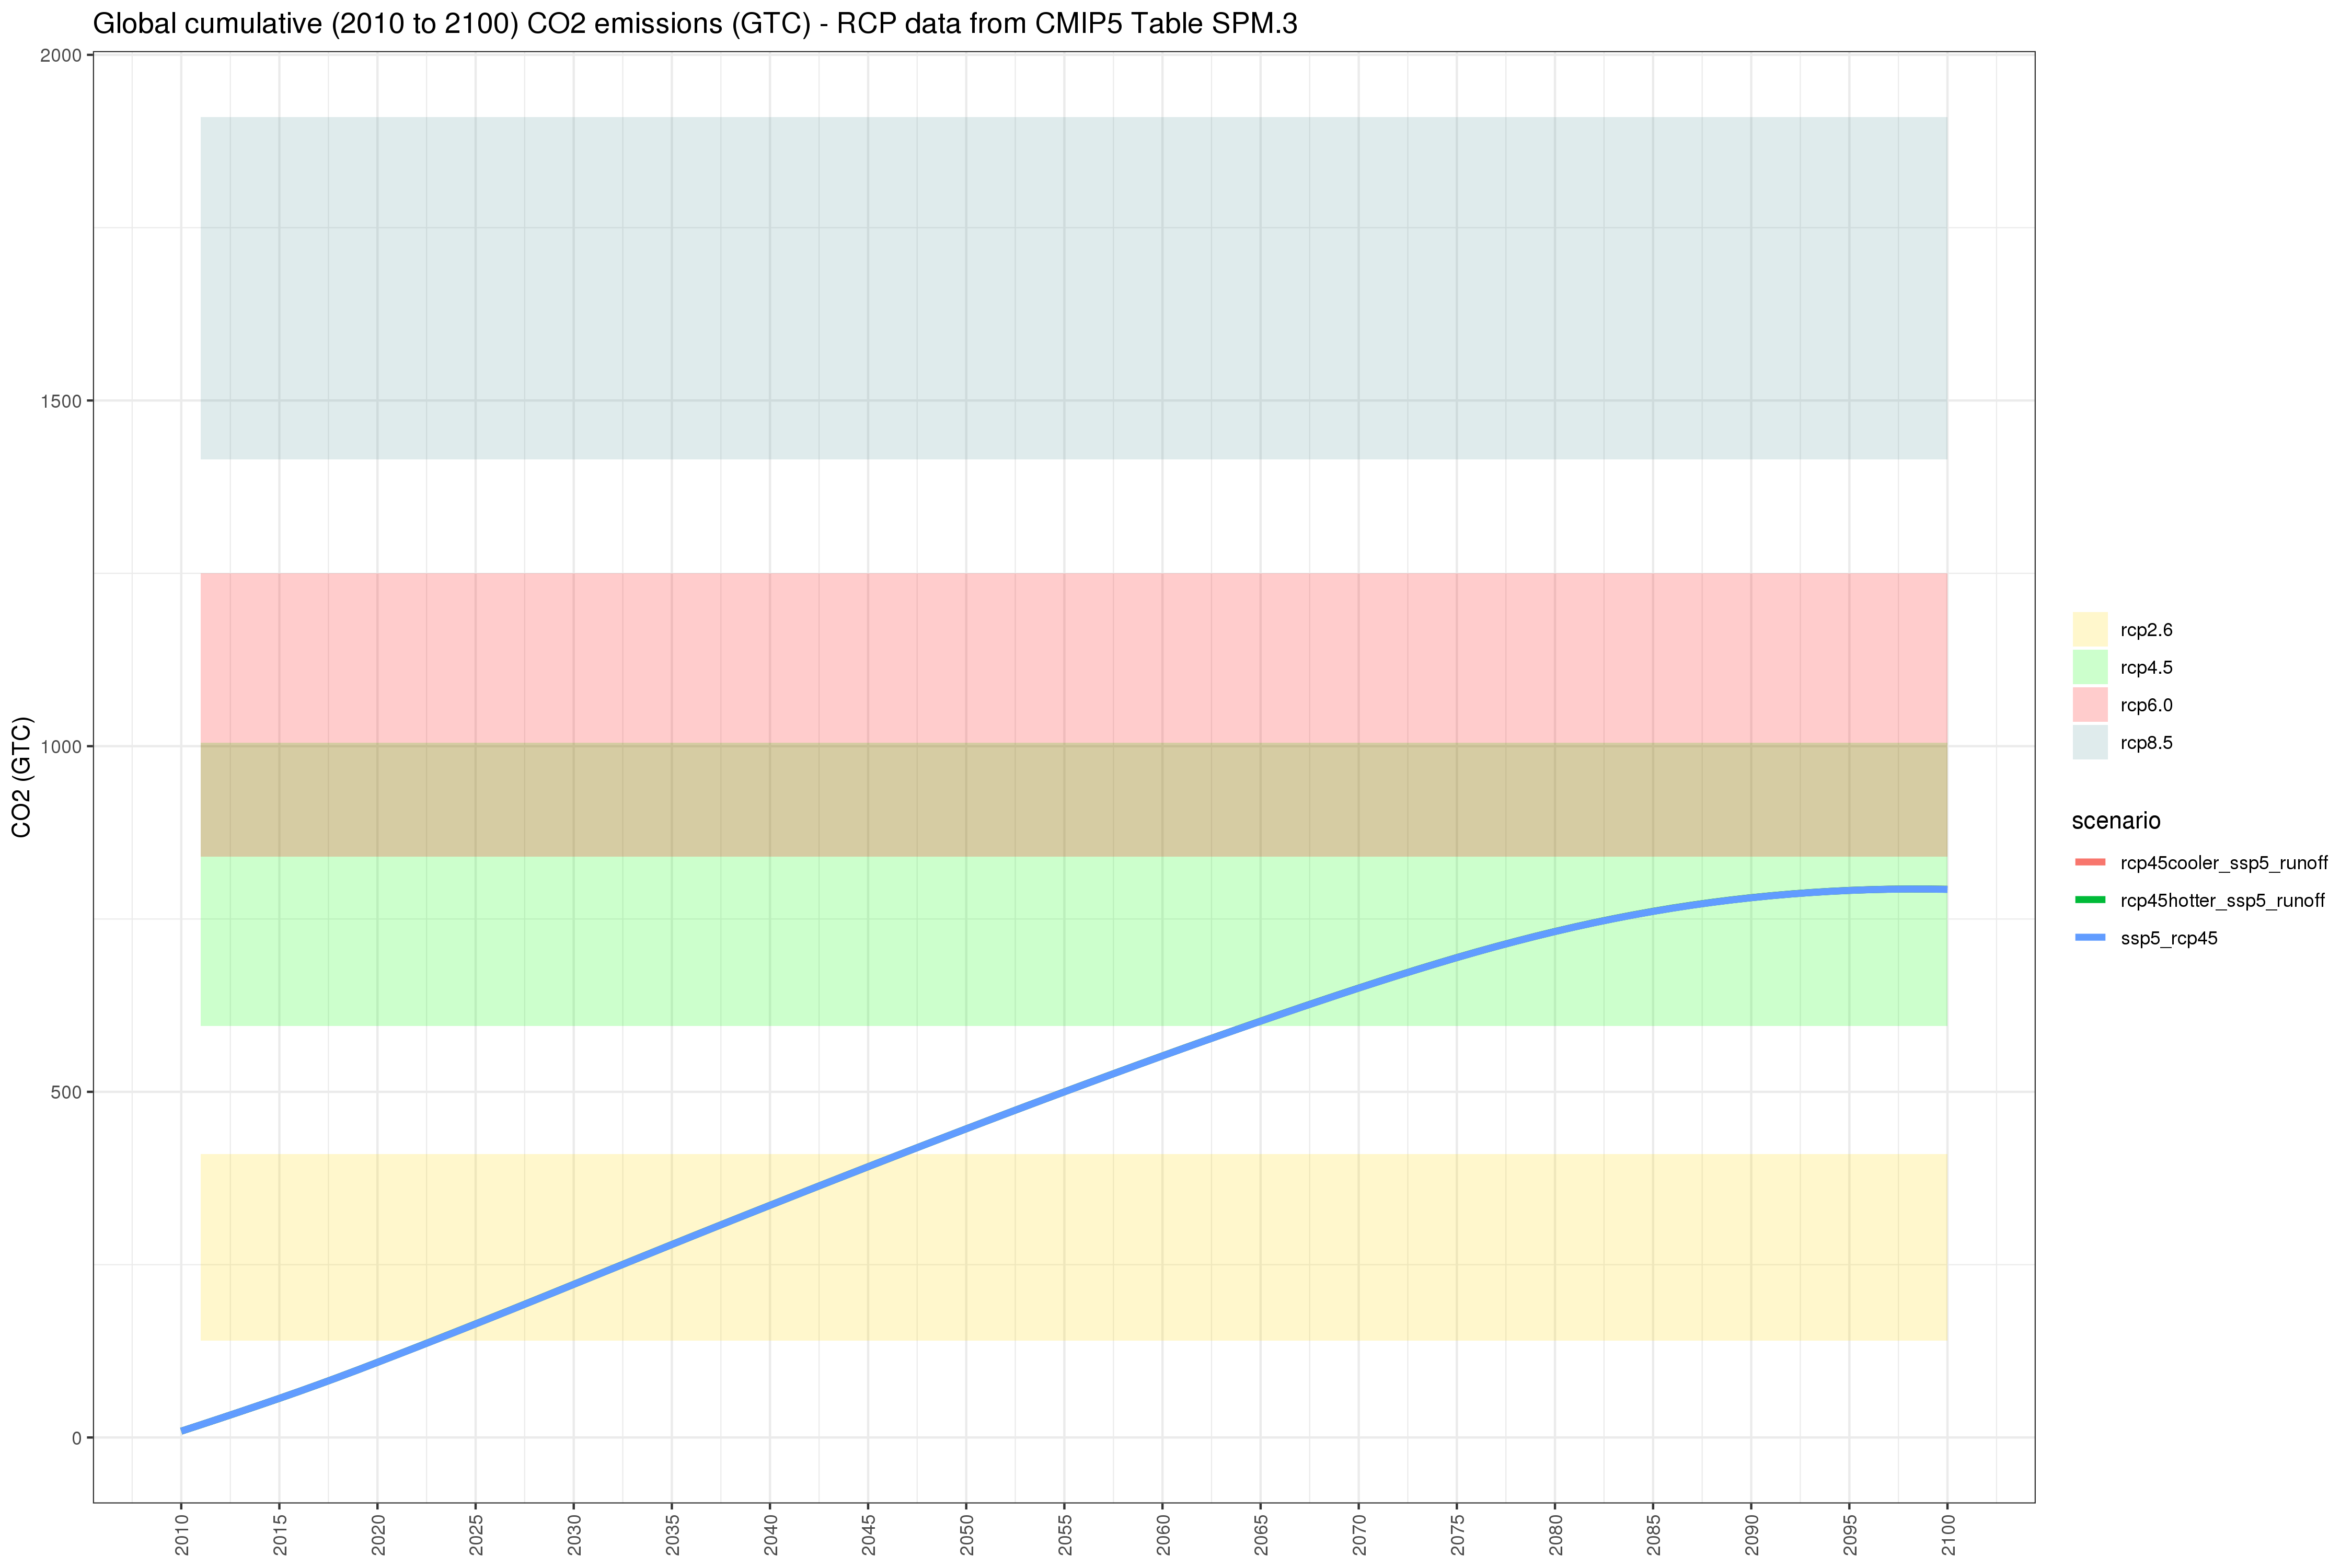 Global cumulative (2010 to 2100) CO2 emissions (GTC) - RCP data from CMIP5 Table SPM.3
CO2 (GTC)
2000
1500
1000
500
0
2010
2015
2020
2025
2030
2035
2040
2045
2050
2055
2060
2065
2070
2075
2080
2085
2090
2095
2100
rcp2.6
rcp4.5
rcp6.0
rcp8.5
scenario
rcp45cooler_ssp5_runoff
rcp45hotter_ssp5_runoff
ssp5_rcp45